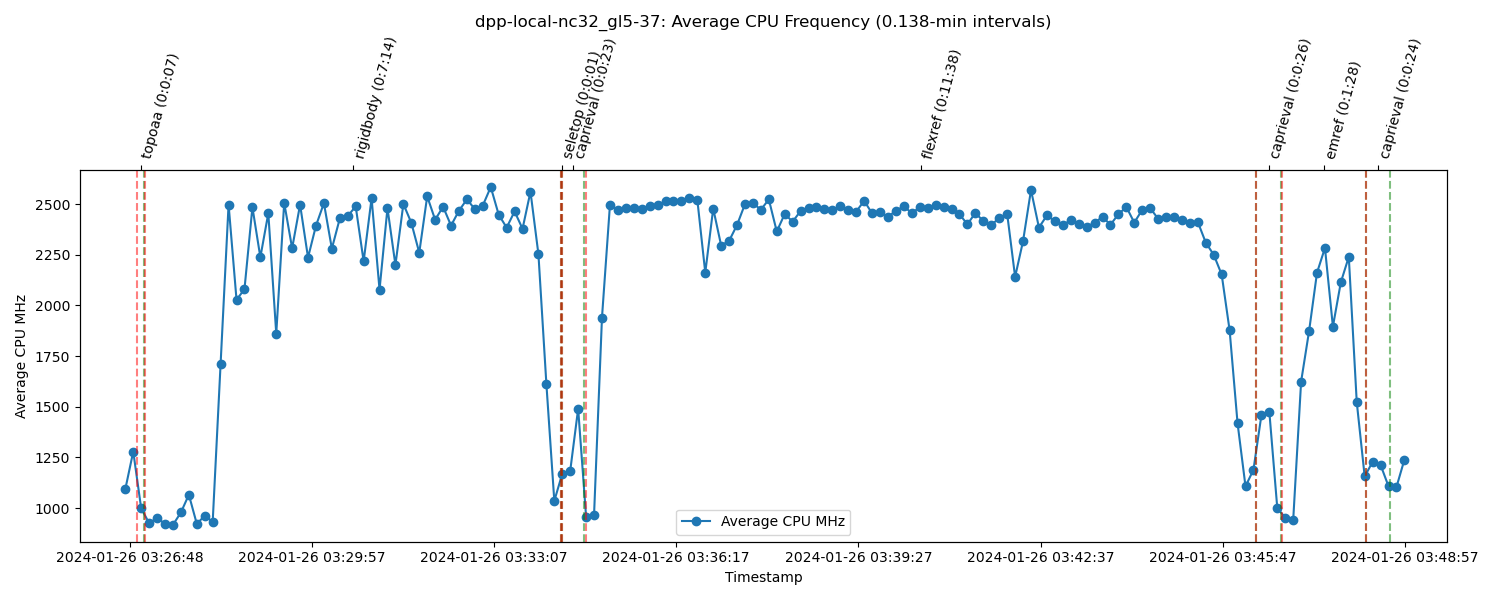 dpp-local-nc32_gl5-37: Average CPU Frequency (0.138-min intervals)
topoaa (0:0:07)
rigidbody (0:7:14)
seletop (0:0:01)
caprieval (0:0:23)
flexref (0:11:38)
caprieval (0:0:26)
emref (0:1:28)
caprieval (0:0:24)
Average CPU MHz
2500
2250
2000
1750
1500
1250
1000
Average CPU MHz
2024-01-26 03:26:48
2024-01-26 03:29:57
2024-01-26 03:33:07
2024-01-26 03:36:17
2024-01-26 03:39:27
2024-01-26 03:42:37
2024-01-26 03:45:47
2024-01-26 03:48:57
Timestamp